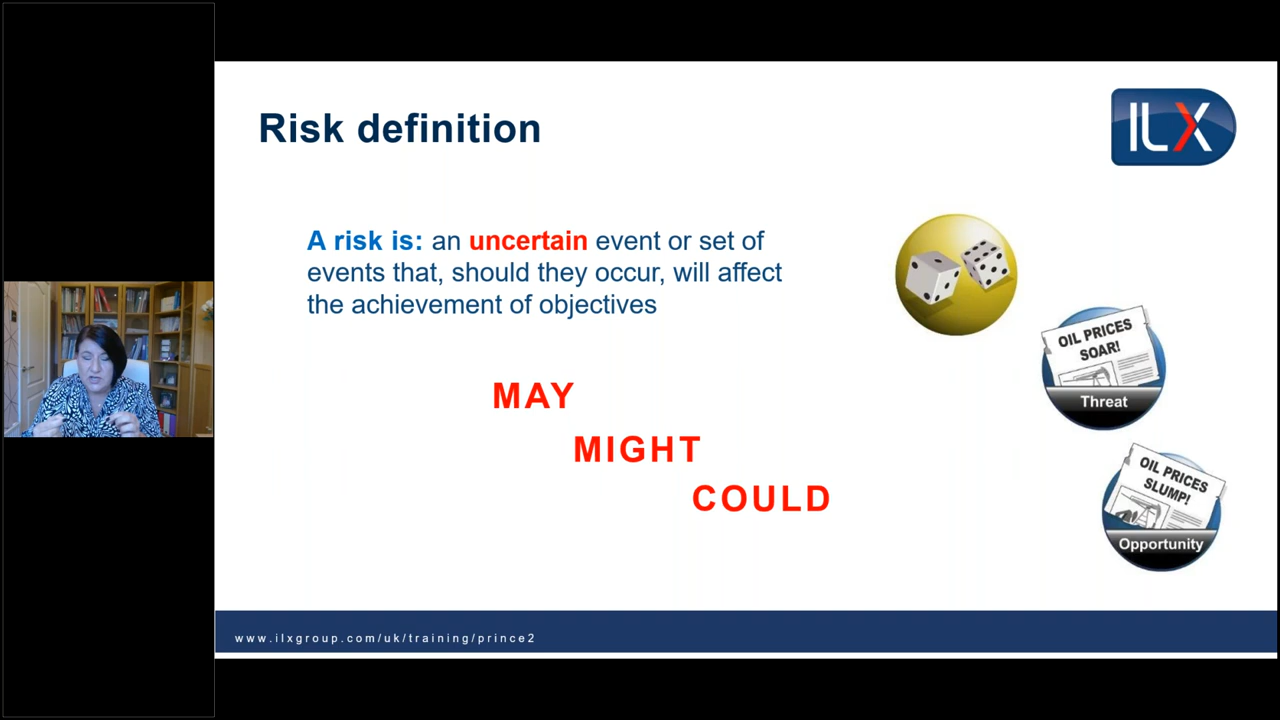 Risk definition
ILX
A risk is: an uncertain event or set of
events that, should they occur, will affect
the achievement of objectives
MAY
MIGHT
COULD
OIL PRICES
SOAR!
Threat
OIL PRICES
SLUMP!
Opportunity
www.ilxgroup.com/uk/training/prince2